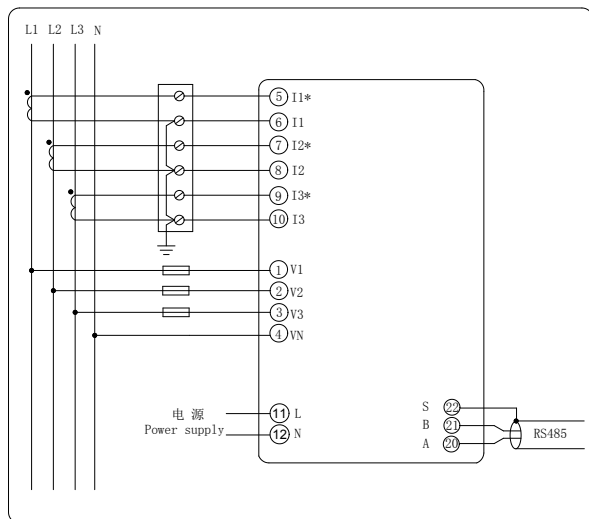 L1 L2 L3 N
5 I1*
6 I1
7 I2*
8 I2
9 I3*
10 I3
1 V1
2 V2
3 V3
4 VN
电 源 11 L
Power supply 12 N
S 22
B 21
A 20
RS485